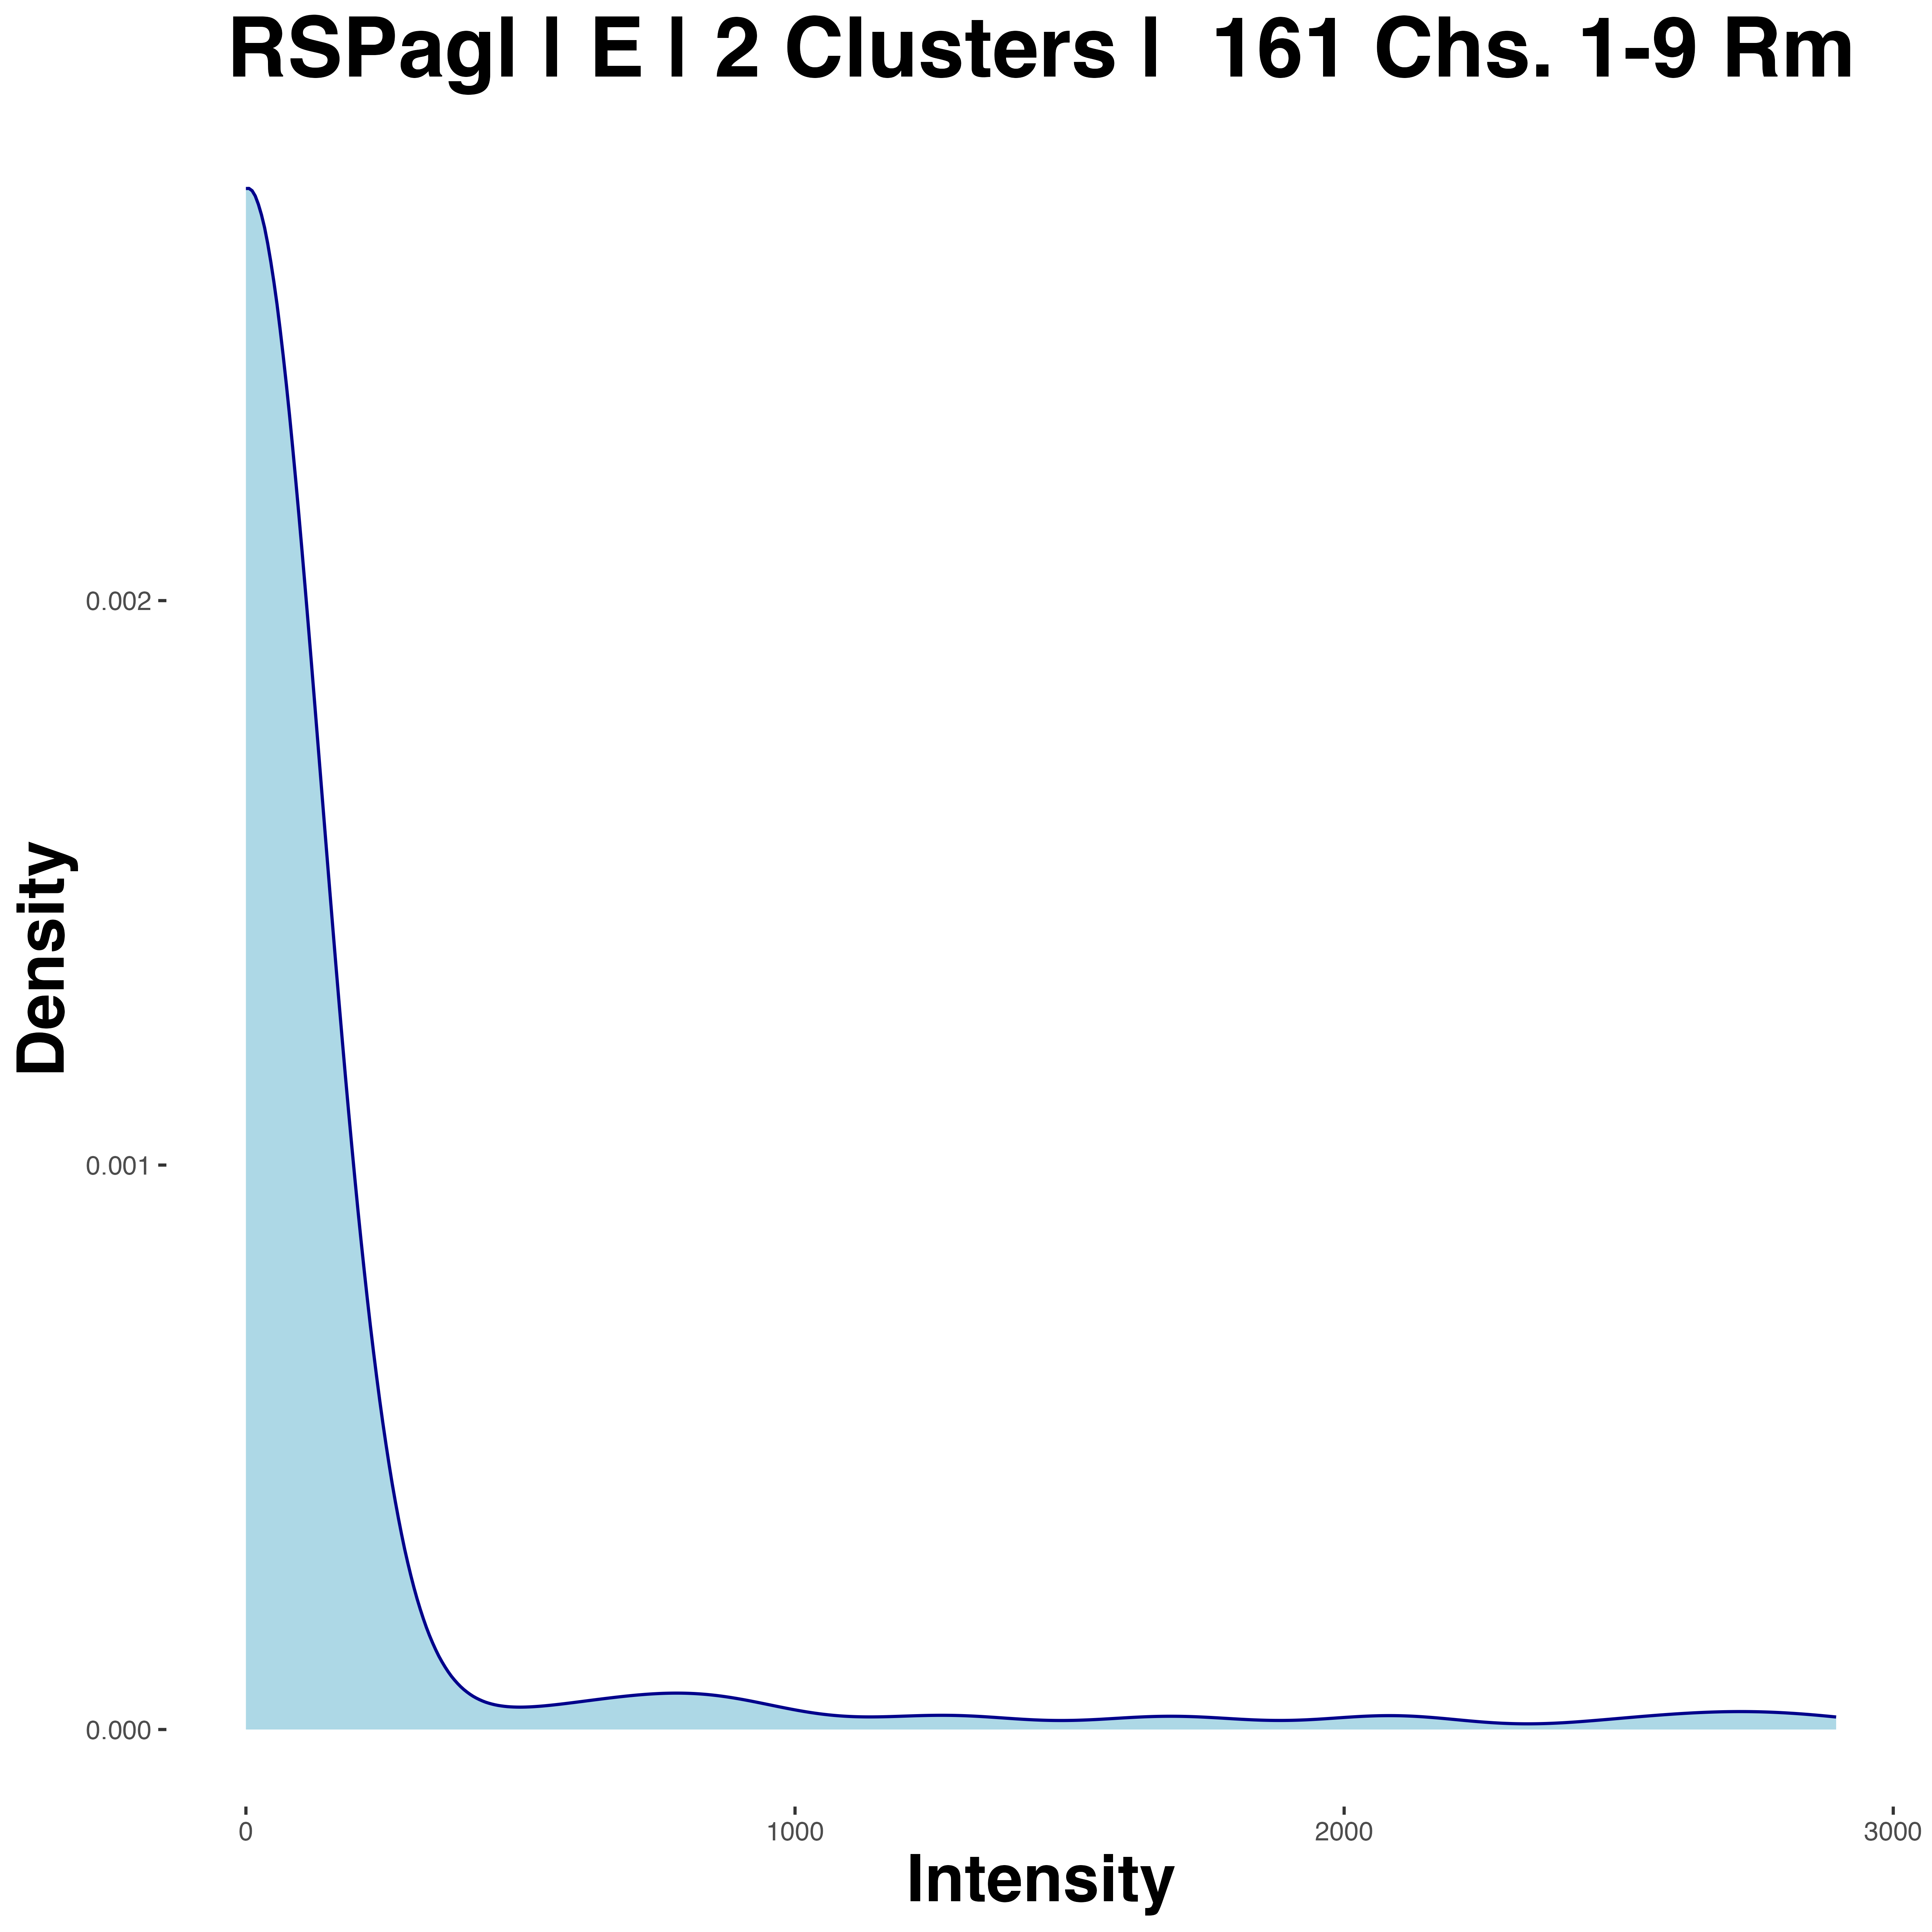 RSPagl | E | 2 Clusters |  161 Chs. 1-9 Rm
Density
0.002
0.001
0.000
0
1000
2000
3000
Intensity